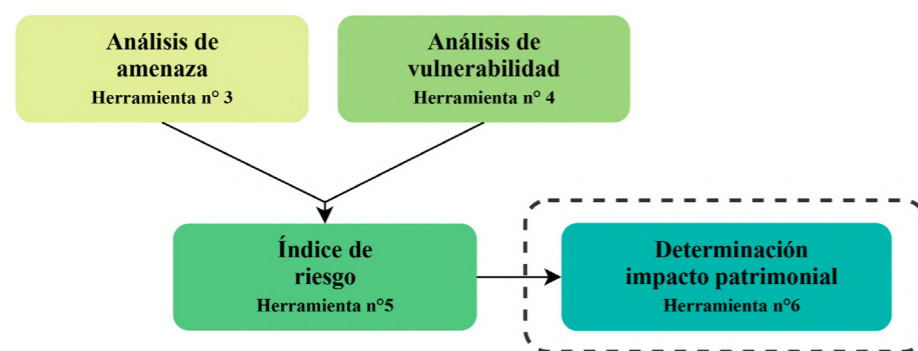 Análisis de
amenaza
Herramienta n° 3
Análisis de
vulnerabilidad
Herramienta n° 4
Índice de
riesgo
Herramienta n°5
Determinación
impacto patrimonial
Herramienta n°6